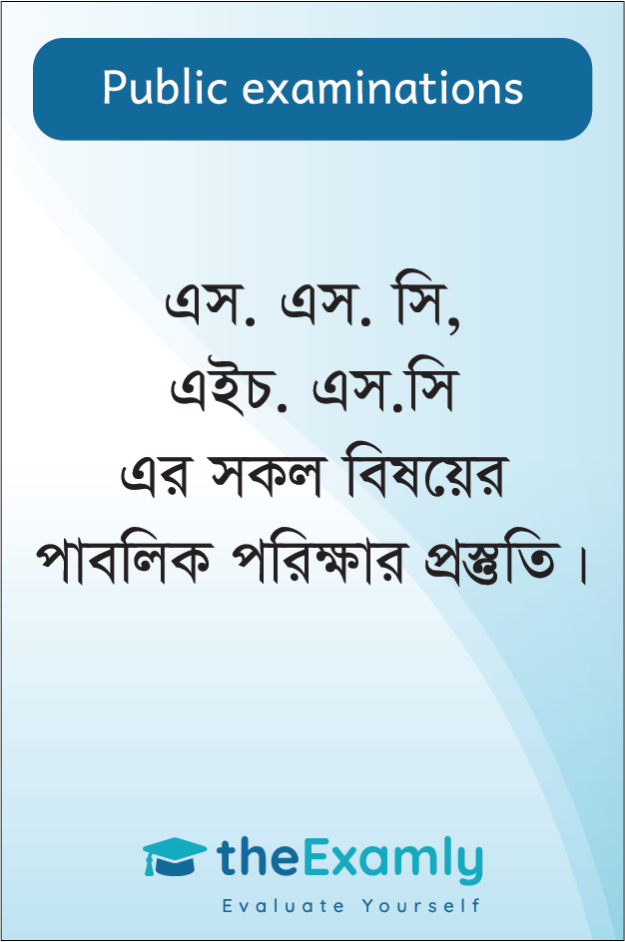 Public examinations
এস. এস. সি,
এইচ. এস.সি
এর সকল বিষয়ের
পাবলিক পরিক্ষার প্রস্তুতি।
theExamly
Evaluate Yourself